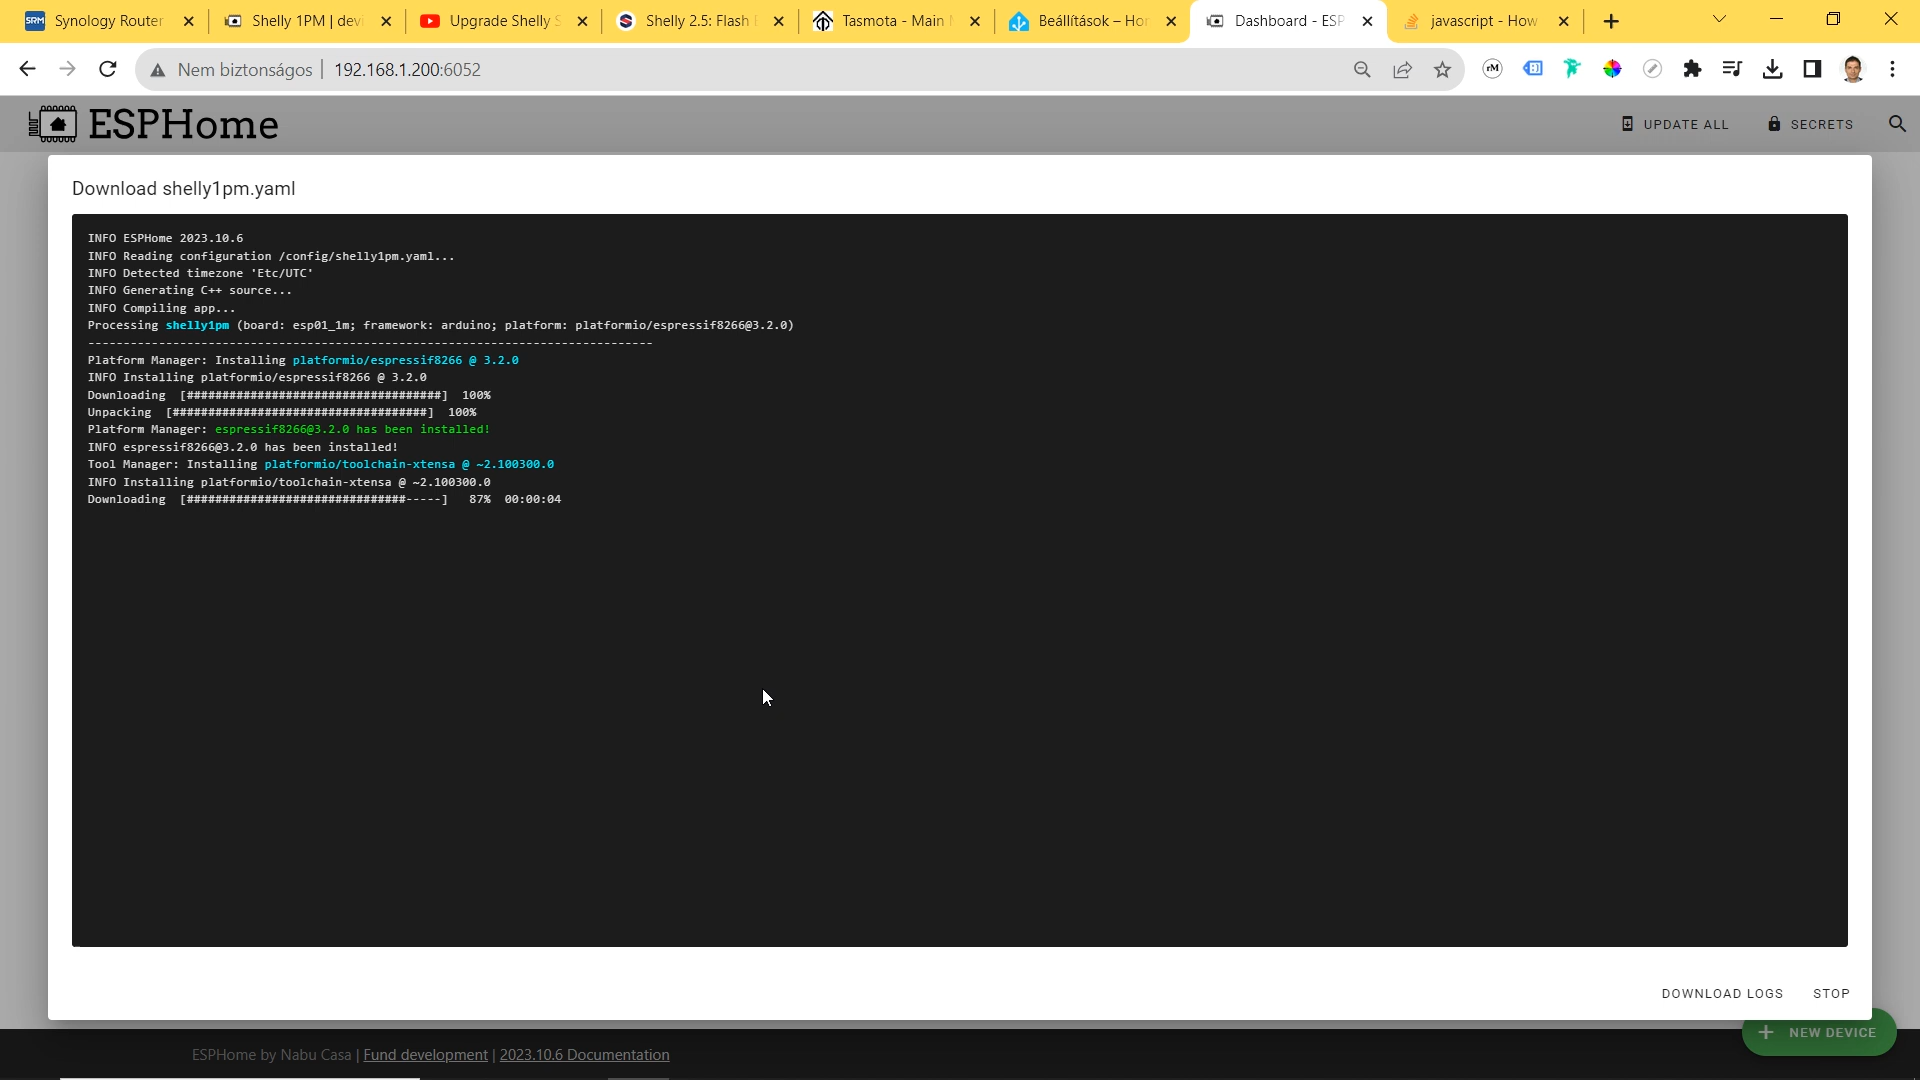 SRM Synology Router
Shelly 1PM | devi
Upgrade Shelly S
Shelly 2.5: Flash E
Tasmota - Main
Beállítások – Hor
Dashboard - ESP
javascript - How
Nem biztonságos | 192.168.1.200:6052
rM
ESPHome
UPDATE ALL
SECRETS
Download shelly1pm.yaml
INFO ESPHome 2023.10.6
INFO Reading configuration /config/shelly1pm.yaml...
INFO Detected timezone 'Etc/UTC'
INFO Generating C++ source...
INFO Compiling app...
Processing shelly1pm (board: esp01_1m; framework: arduino; platform: platformio/espressif8266@3.2.0)
--------------------------------------------------------------------------------
Platform Manager: Installing platformio/espressif8266 @ 3.2.0
INFO Installing platformio/espressif8266 @ 3.2.0
Downloading  [####################################]  100%
Unpacking  [####################################]  100%
Platform Manager: espressif8266@3.2.0 has been installed!
INFO espressif8266@3.2.0 has been installed!
Tool Manager: Installing platformio/toolchain-xtensa @ ~2.100300.0
INFO Installing platformio/toolchain-xtensa @ ~2.100300.0
Downloading  [###############################-----]   87%  00:00:04
DOWNLOAD LOGS
STOP
+ NEW DEVICE
ESPHome by Nabu Casa | Fund development | 2023.10.6 Documentation